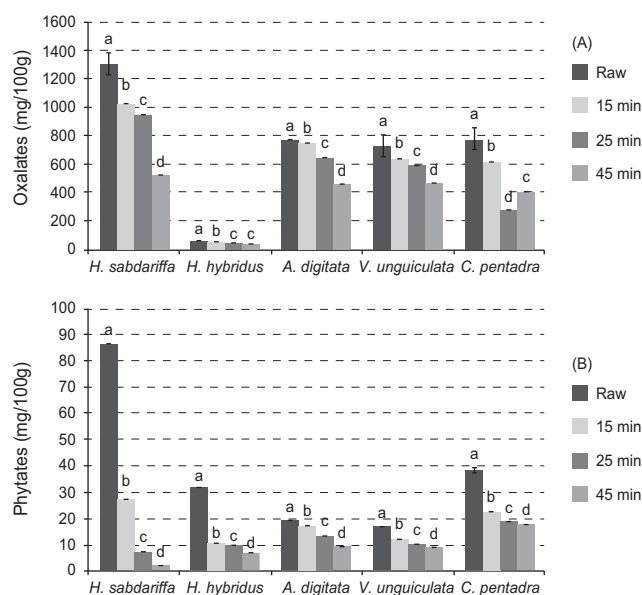 Oxalates (mg/100g)
1600
1400
1200
1000
800
600
400
200
0
a b c d
a b c c
a b c d
a b c d
a b d c
H. sabdariffa H. hybridus A. digitata V. unguiculata C. pentadra
(A)
Raw
15 min
25 min
45 min
Phytates (mg/100g)
100
90
80
70
60
50
40
30
20
10
0
a b c d
a b c d
a b c d
a b c d
a b c d
H. sabdariffa H. hybridus A. digitata V. unguiculata C. pentadra
(B)
Raw
15 min
25 min
45 min